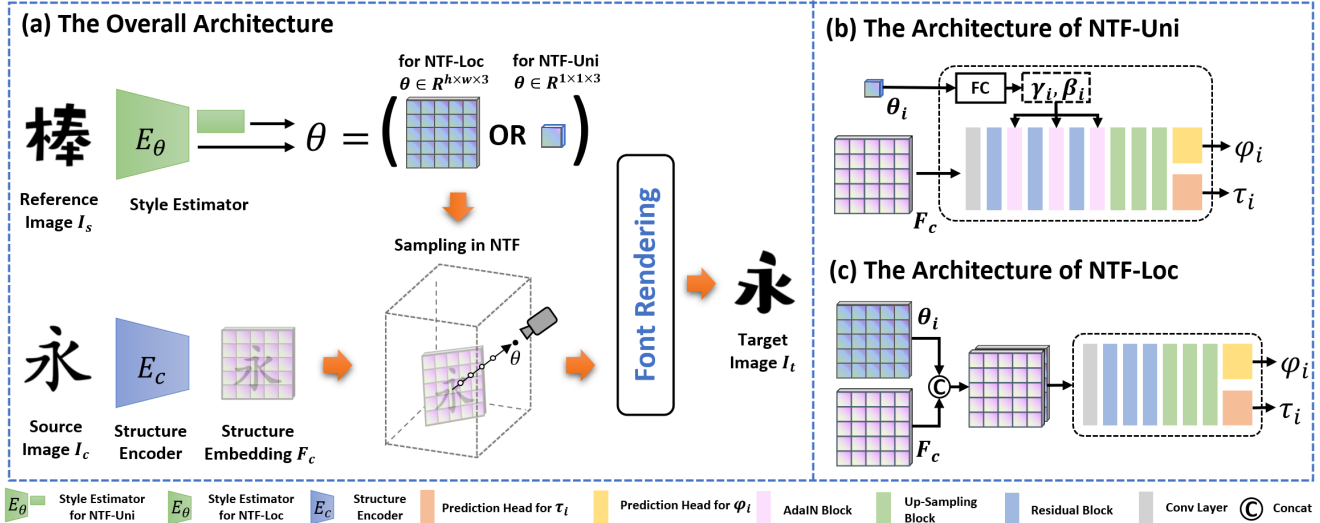 (a) The Overall Architecture
for NTF-Loc
θ ∈ R^{h×w×3}
for NTF-Uni
θ ∈ R^{1×1×3}
棒
E_θ
θ = ( OR )
Reference
Image I_s
Style Estimator
Sampling in NTF
永
θ
永
E_c
永
Source
Image I_c
Structure
Encoder
Structure
Embedding F_c
Font Rendering
永
Target
Image I_t
(b) The Architecture of NTF-Uni
θ_i
FC
γ_i, β_i
F_c
φ_i
τ_i
(c) The Architecture of NTF-Loc
θ_i
C
F_c
φ_i
τ_i
E_θ
Style Estimator
for NTF-Uni
E_θ
Style Estimator
for NTF-Loc
E_c
Structure
Encoder
Prediction Head for τ_i
Prediction Head for φ_i
AdaIN Block
Up-Sampling
Block
Residual Block
Conv Layer
C
Concat